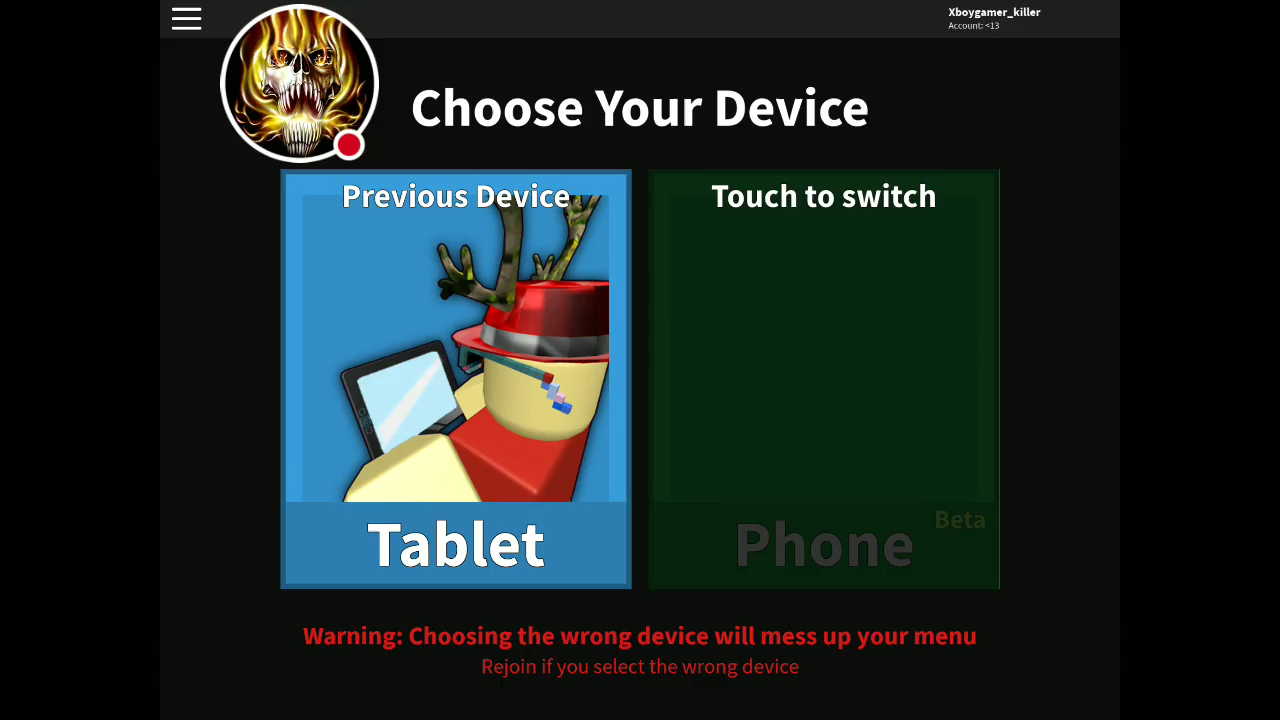 Xboygamer_killer
Account: <13
Choose Your Device
Previous Device
Touch to switch
Beta
Tablet
Phone
Warning: Choosing the wrong device will mess up your menu
Rejoin if you select the wrong device